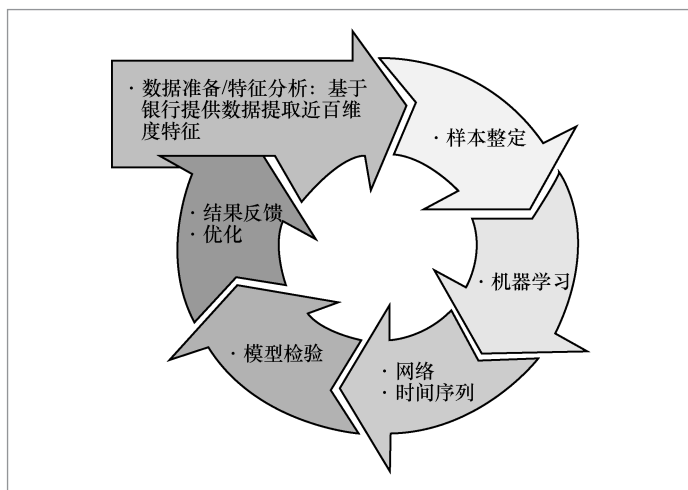 · 数据准备/特征分析：基于
银行提供数据提取近百维
度特征
· 样本整定
· 机器学习
· 网络
· 时间序列
· 模型检验
· 结果反馈
· 优化